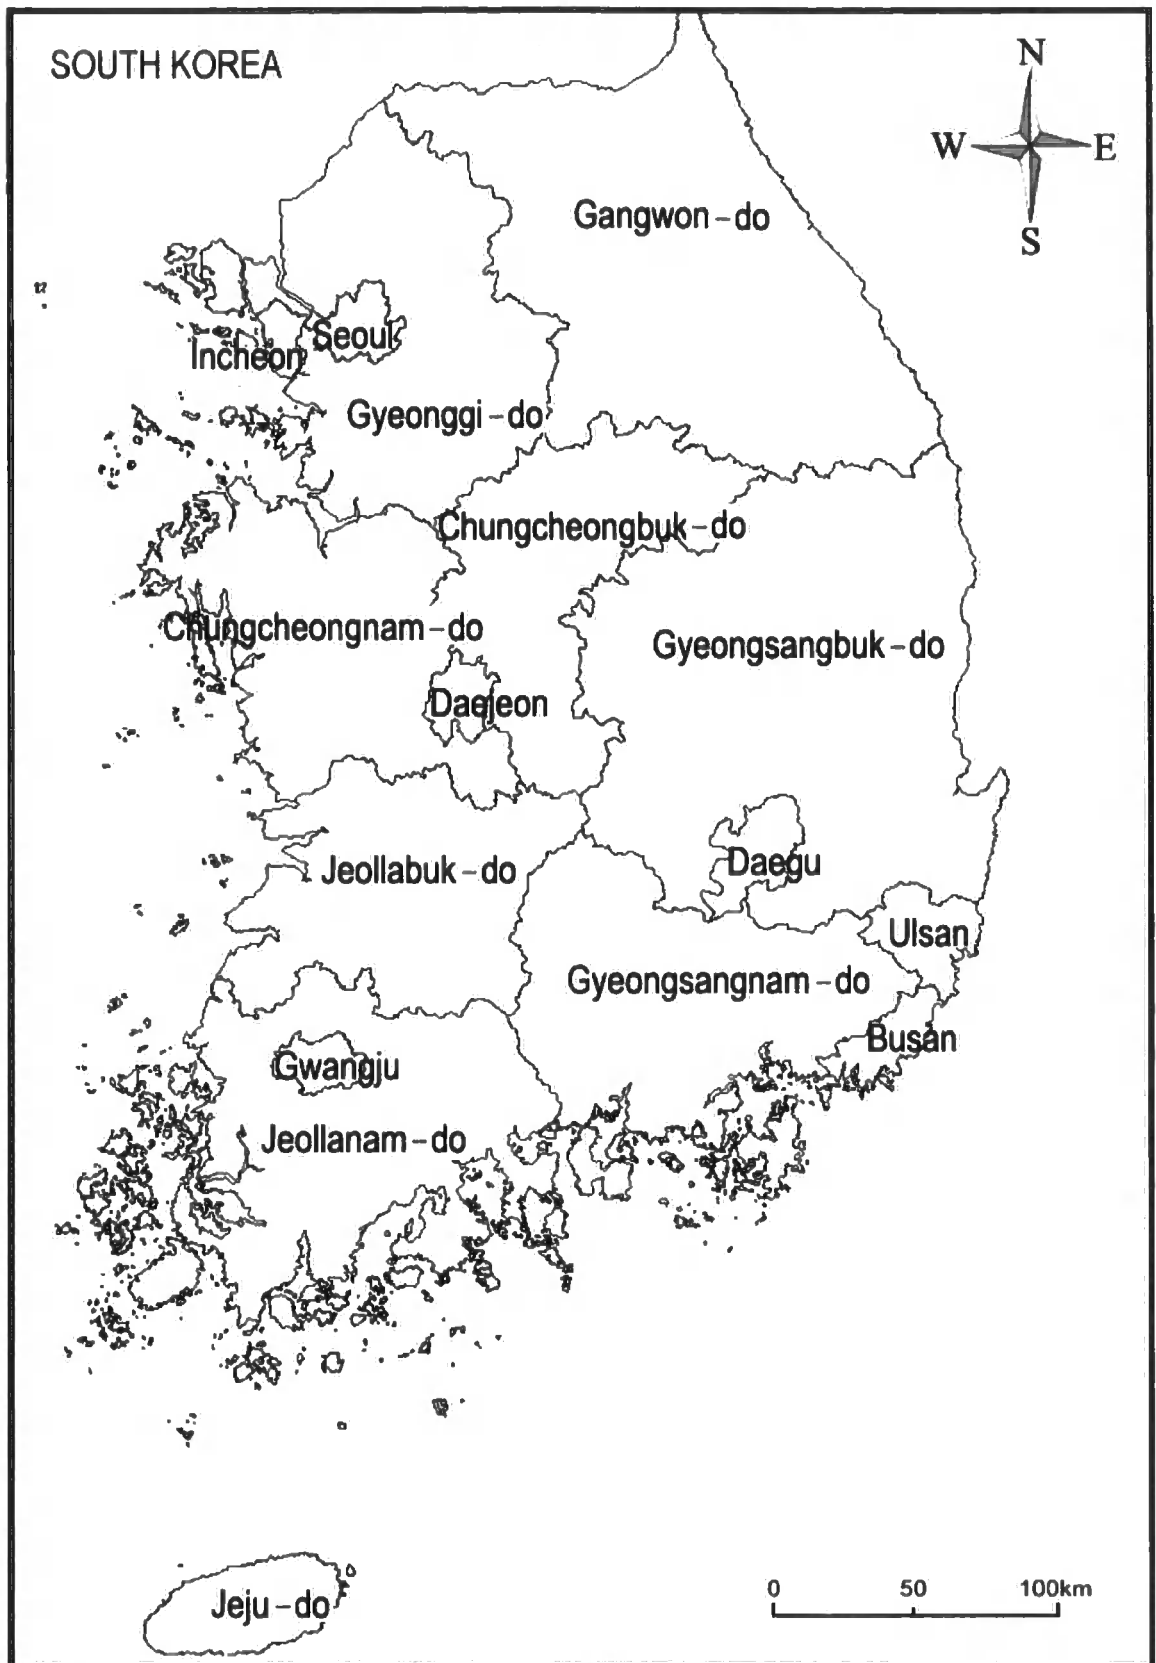 SOUTH KOREA
N
W E
S
Gangwon-do
Seoul
Incheon
Gyeonggi-do
Chungcheongbuk-do
Chungcheongnam-do
Gyeongsangbuk-do
Daejeon
Daegu
Jeollabuk-do
Ulsan
Gyeongsangnam-do
Busan
Gwangju
Jeollanam-do
Jeju-do
0 50 100km